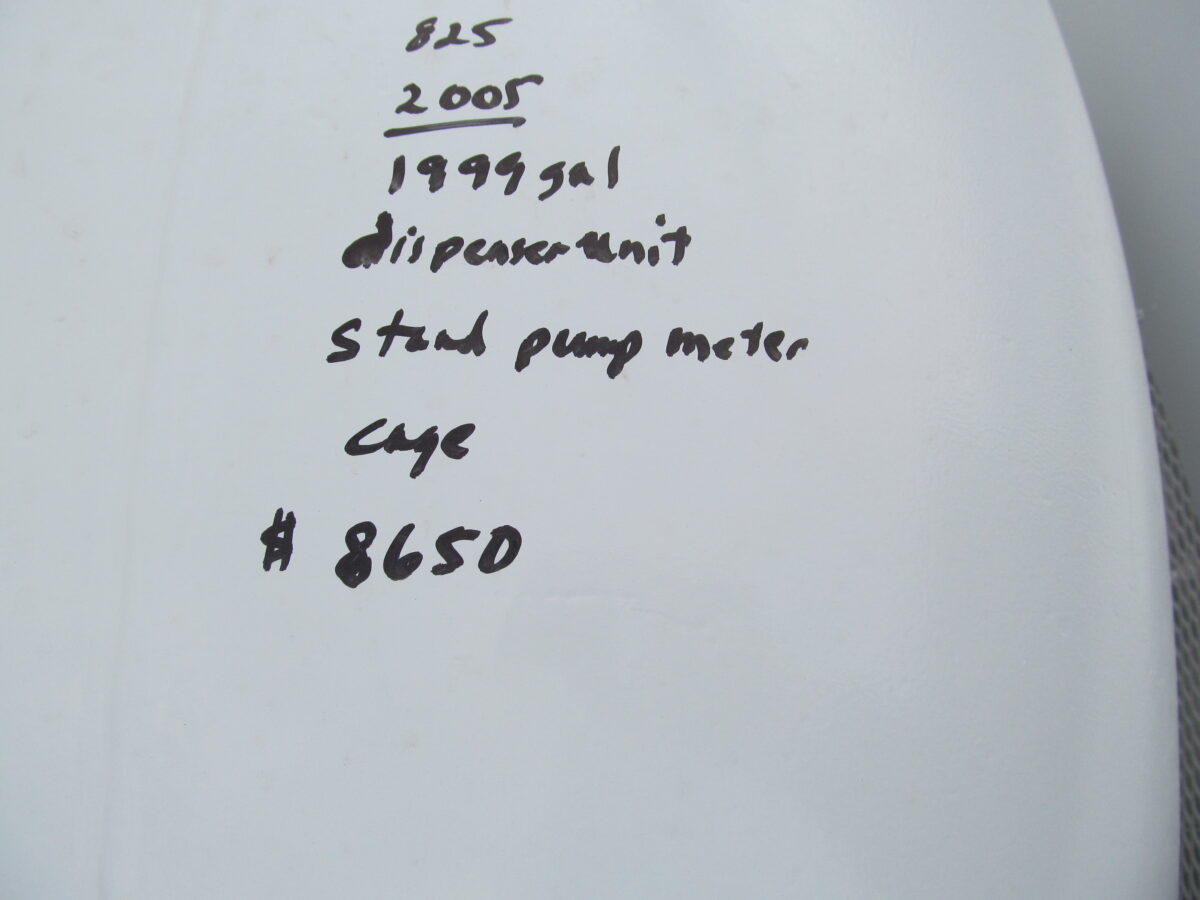 825
2005
1999 gal
dispenser unit
stand pump meter
cage
$ 8650